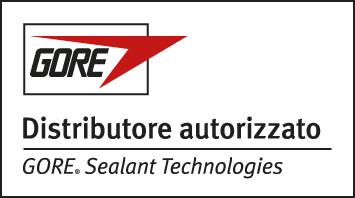 GORE
Distributore autorizzato
GORE® Sealant Technologies